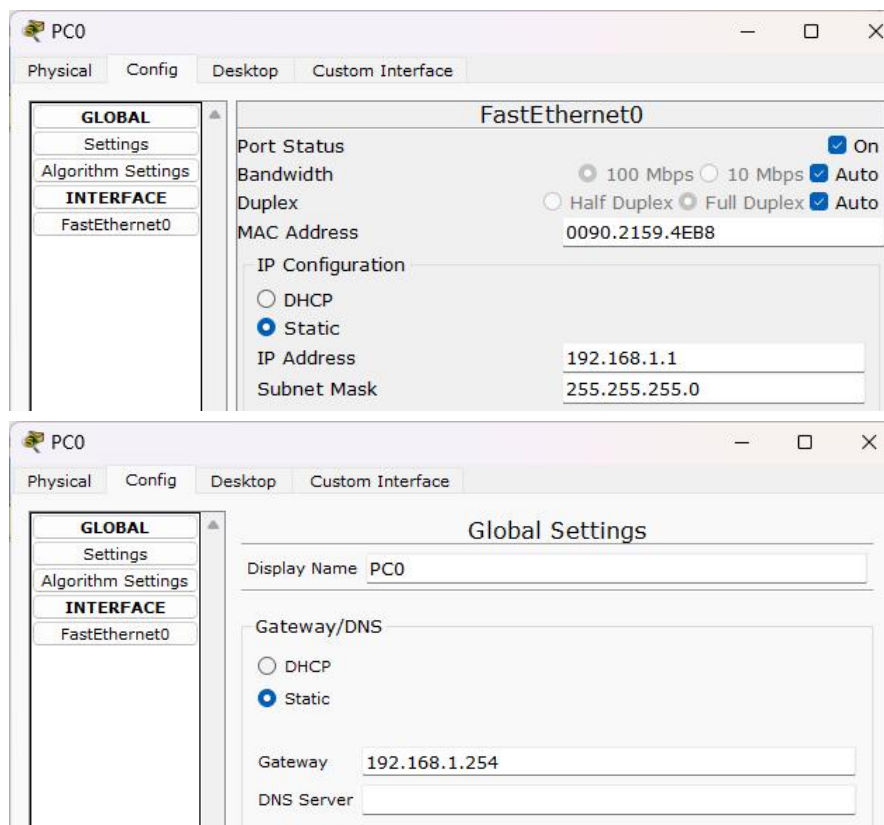 PC0
Physical Config Desktop Custom Interface
GLOBAL
Settings
Algorithm Settings
INTERFACE
FastEthernet0
FastEthernet0
Port Status On
Bandwidth 100 Mbps 10 Mbps Auto
Duplex Half Duplex Full Duplex Auto
MAC Address 0090.2159.4EB8
IP Configuration
DHCP
Static
IP Address 192.168.1.1
Subnet Mask 255.255.255.0
PC0
Physical Config Desktop Custom Interface
GLOBAL
Settings
Algorithm Settings
INTERFACE
FastEthernet0
Global Settings
Display Name PC0
Gateway/DNS
DHCP
Static
Gateway 192.168.1.254
DNS Server